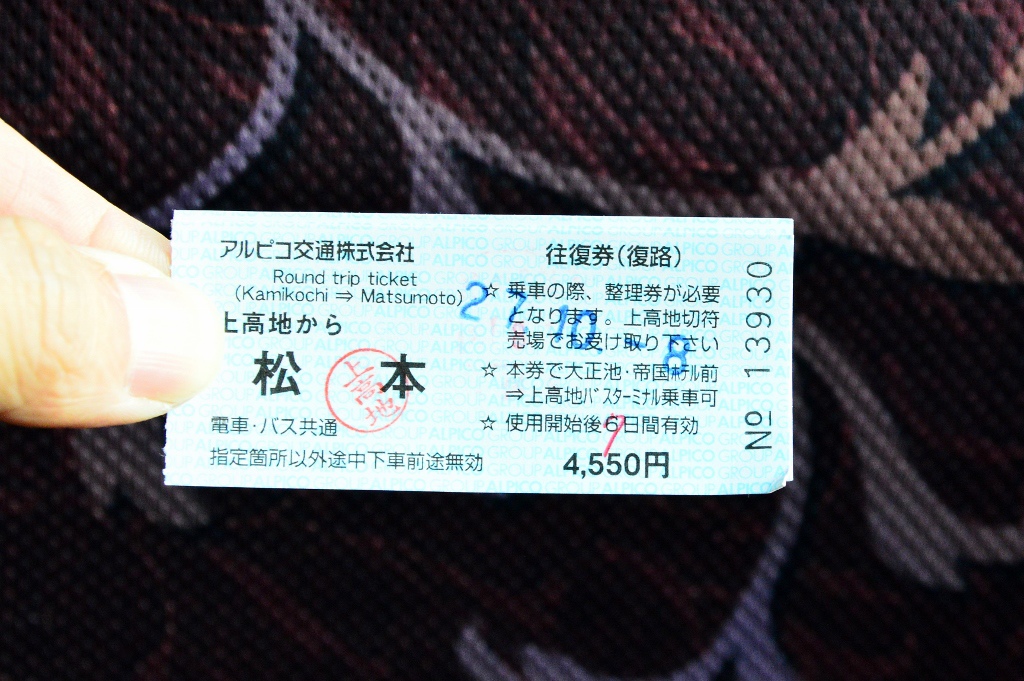 アルピコ交通株式会社
Round trip ticket
(Kamikochi ⇒ Matsumoto)
上高地から
松 本
上高地
電車・バス共通
指定箇所以外途中下車前途無効
往復券(復路)
☆ 乗車の際、整理券が必要
となります。上高地切符
売場でお受け取り下さい
☆ 本券で大正池・帝国ホテル前
⇒上高地バスターミナル乗車可
☆ 使用開始後6日間有効
7
4,550円
27.10.-8
№ 13930